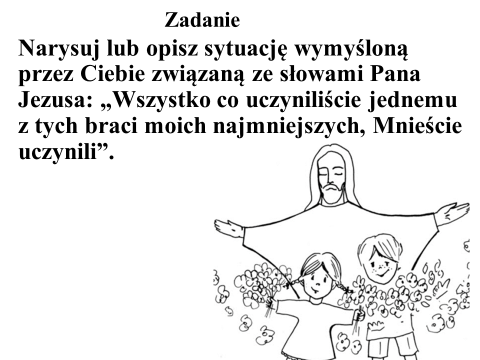 Zadanie
Narysuj lub opisz sytuację wymyśloną
przez Ciebie związaną ze słowami Pana
Jezusa: „Wszystko co uczyniliście jednemu
z tych braci moich najmniejszych, Mnieście
uczynili”.